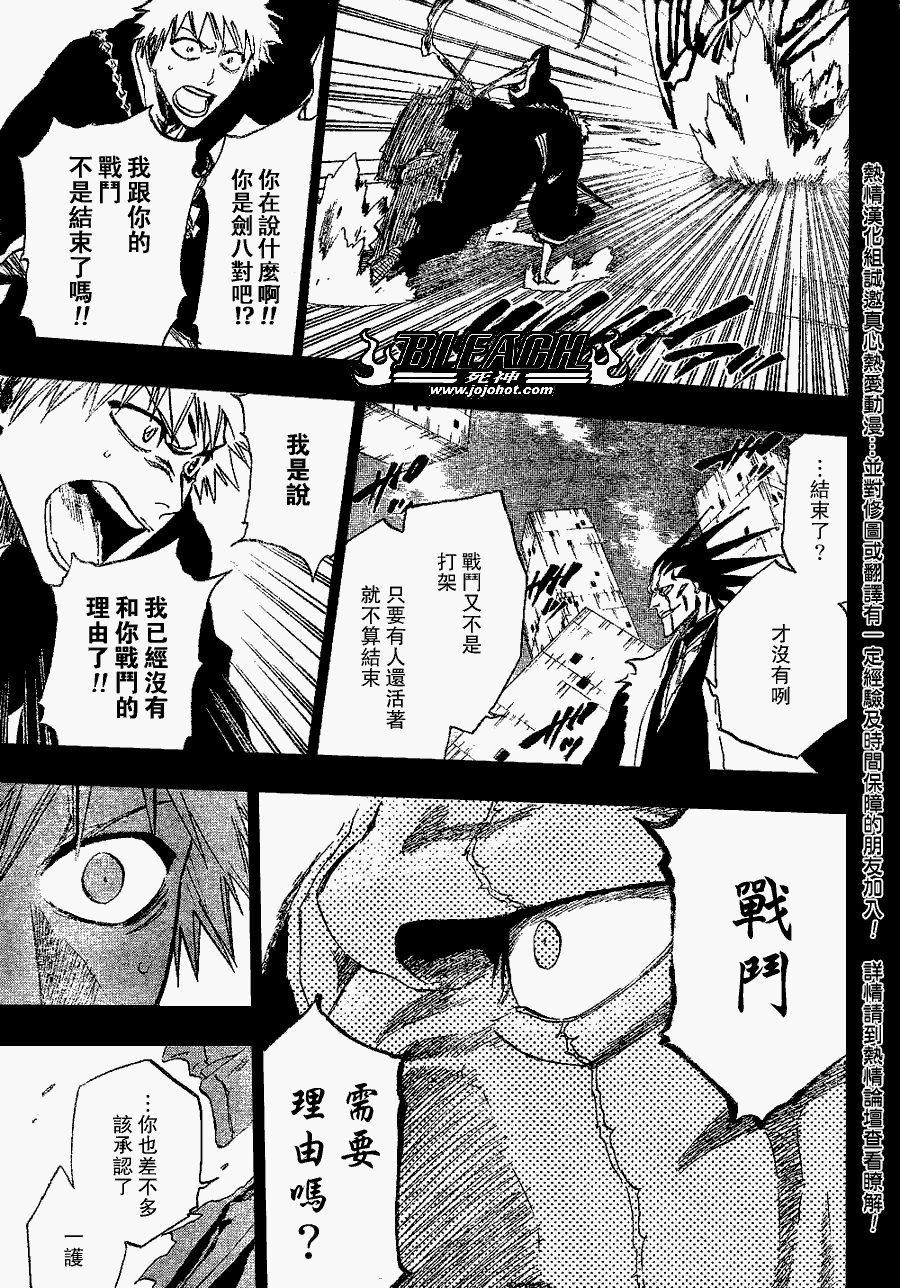 你在說什麼啊!!
你是劍八對吧!?
我跟你的
戰鬥
不是結束了嗎!!
BLEACH
死神
www.jojohot.com
…結束了？
才沒有咧
戰鬥又不是
打架
只要有人還活著
就不算結束
我是說
我已經沒有
和你戰鬥的
理由了!!
戰鬥
需要
理由嗎？
…你也差不多
該承認了
一護
熱情漢化組誠邀真心熱愛動漫…並對修圖或翻譯有一定經驗及時間保障的朋友加入！ 詳情請到熱情論壇查看瞭解！